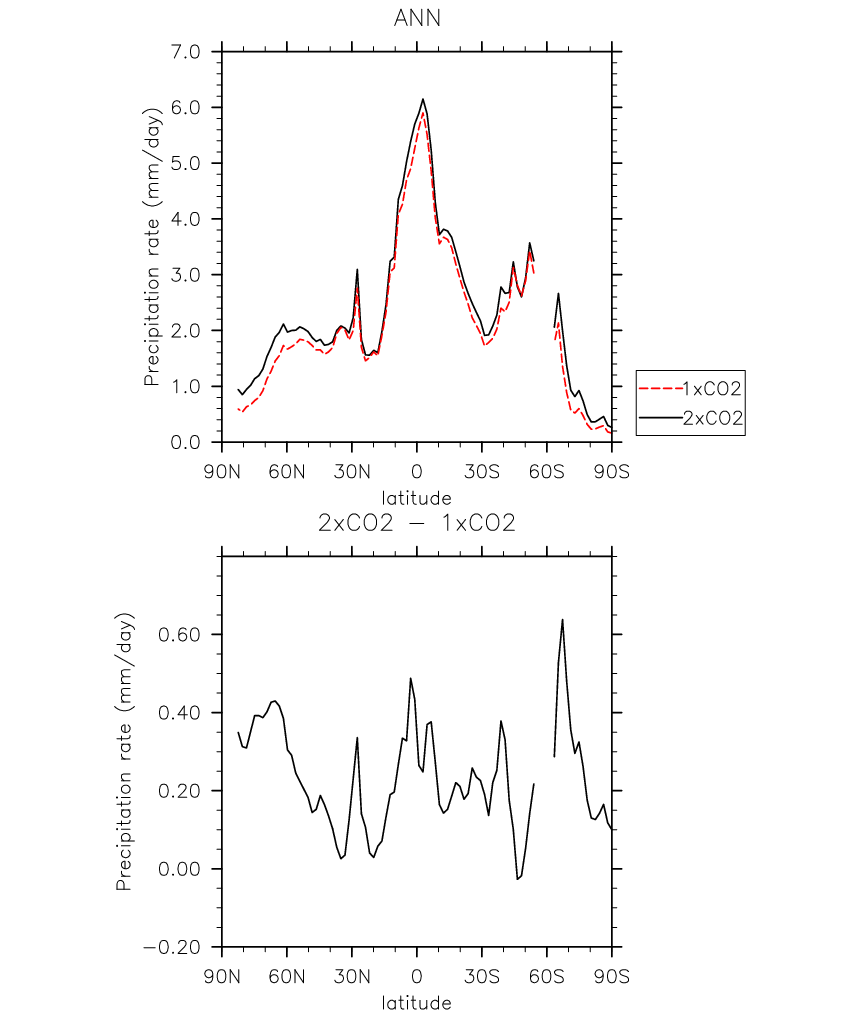 ANN
7.0
6.0
5.0
4.0
3.0
2.0
1.0
0.0
Precipitation rate (mm/day)
90N 60N 30N 0 30S 60S 90S
latitude
1xCO2
2xCO2
2xCO2 − 1xCO2
0.60
0.40
0.20
0.00
−0.20
Precipitation rate (mm/day)
90N 60N 30N 0 30S 60S 90S
latitude